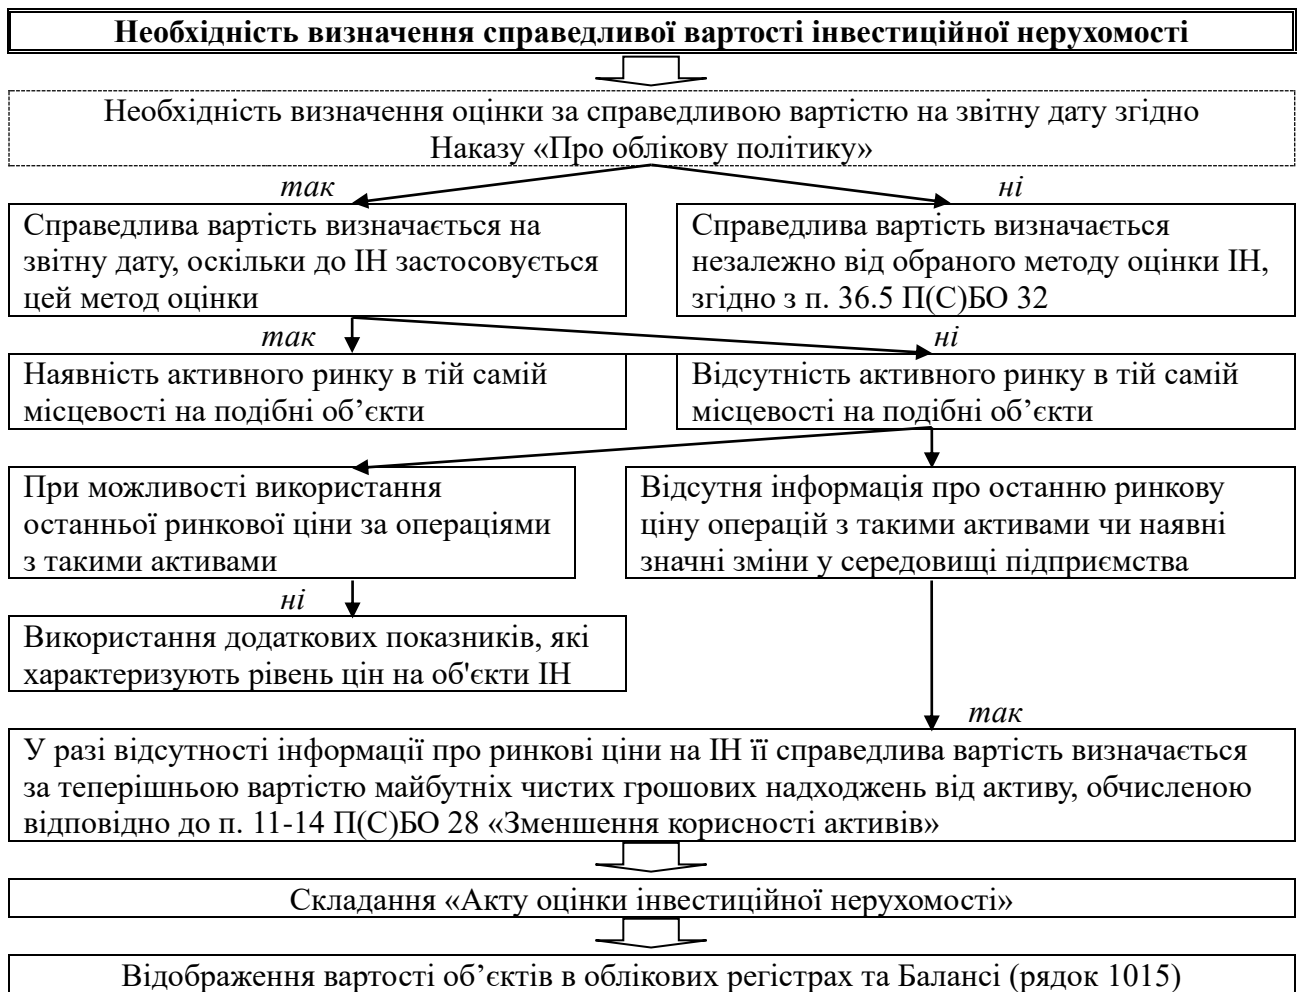 Необхідність визначення справедливої вартості інвестиційної нерухомості
Необхідність визначення оцінки за справедливою вартістю на звітну дату згідно
Наказу «Про облікову політику»
так
ні
Справедлива вартість визначається на
звітну дату, оскільки до ІН застосовується
цей метод оцінки
Справедлива вартість визначається
незалежно від обраного методу оцінки ІН,
згідно з п. 36.5 П(С)БО 32
так
ні
Наявність активного ринку в тій самій
місцевості на подібні об’єкти
Відсутність активного ринку в тій самій
місцевості на подібні об’єкти
При можливості використання
останньої ринкової ціни за операціями
з такими активами
Відсутня інформація про останню ринкову
ціну операцій з такими активами чи наявні
значні зміни у середовищі підприємства
ні
Використання додаткових показників, які
характеризують рівень цін на об'єкти ІН
так
У разі відсутності інформації про ринкові ціни на ІН її справедлива вартість визначається
за теперішньою вартістю майбутніх чистих грошових надходжень від активу, обчисленою
відповідно до п. 11-14 П(С)БО 28 «Зменшення корисності активів»
Складання «Акту оцінки інвестиційної нерухомості»
Відображення вартості об’єктів в облікових регістрах та Балансі (рядок 1015)